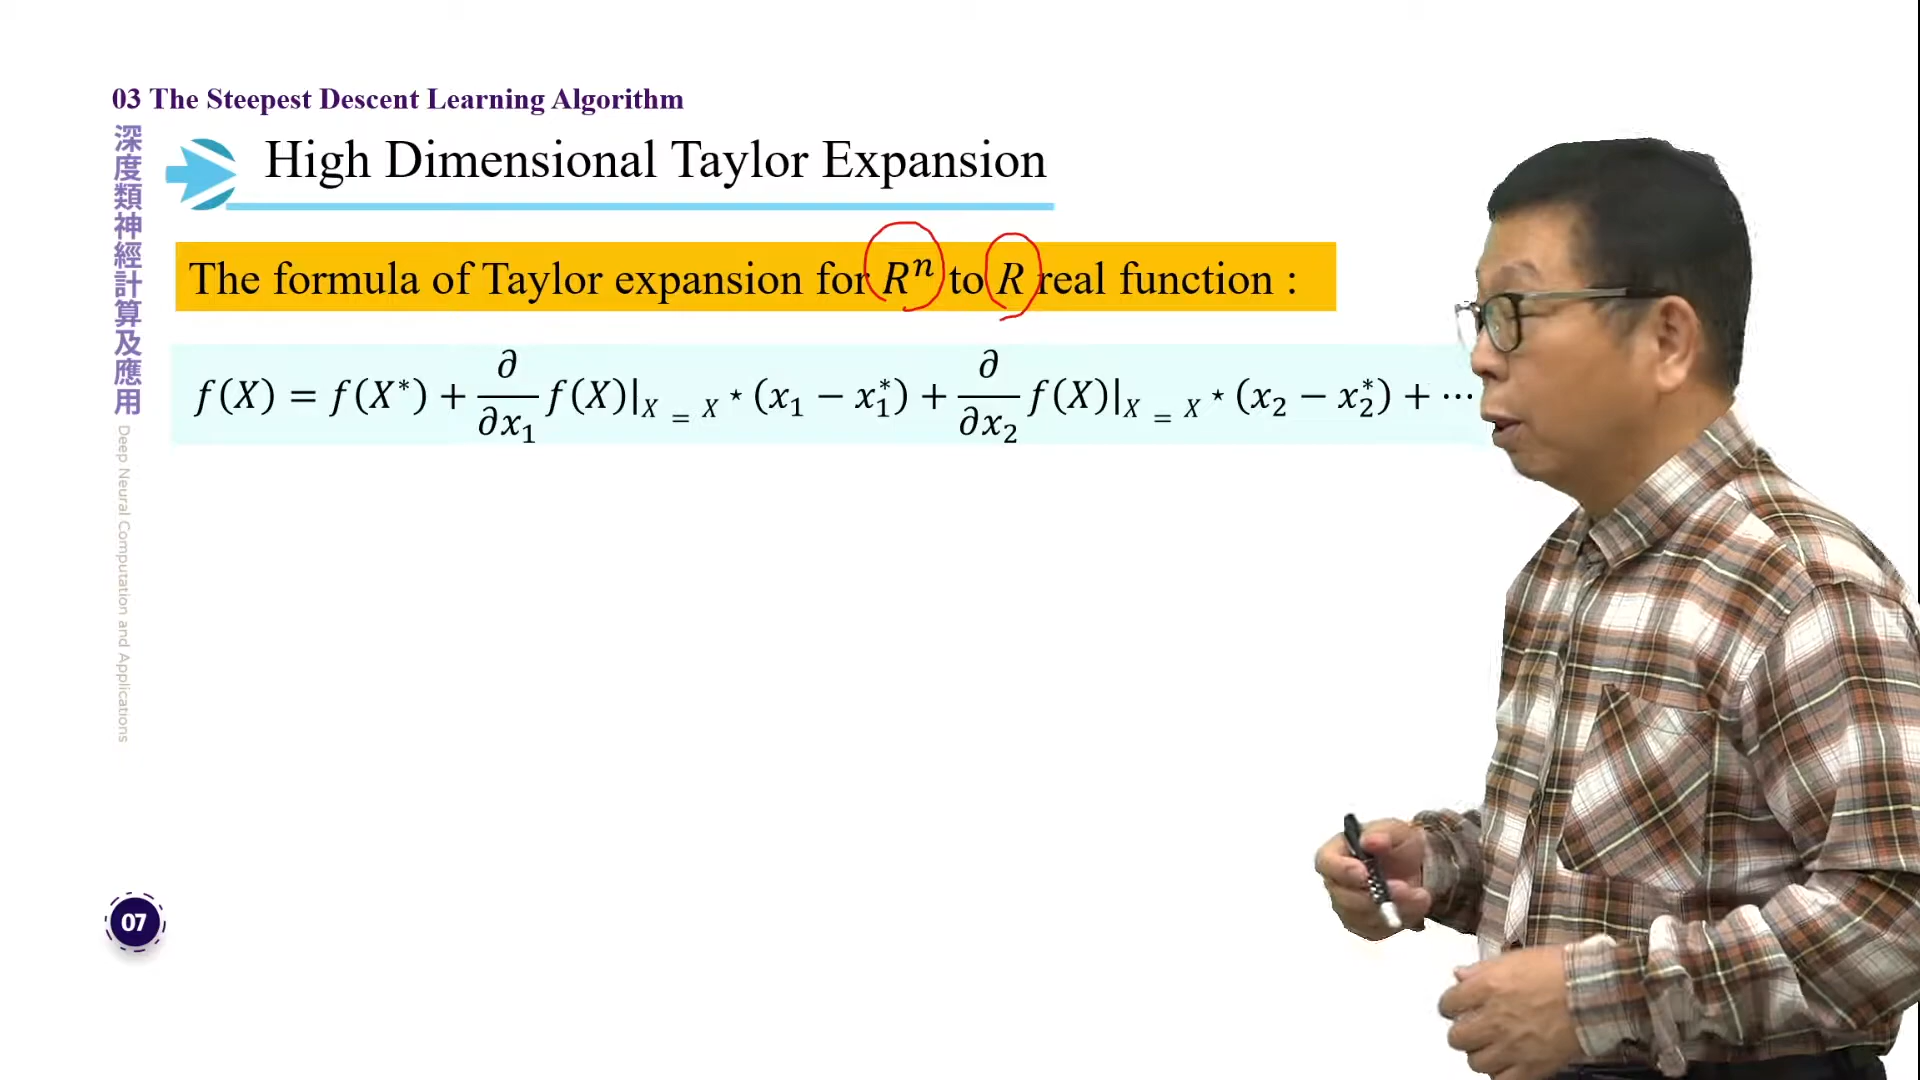 03 The Steepest Descent Learning Algorithm
High Dimensional Taylor Expansion
深度類神經計算及應用
Deep Neural Computation and Applications
The formula of Taylor expansion for Rⁿ to R real function :
f(X) = f(X*) + ∂/∂x₁ f(X)|X = X⋆ (x₁ − x₁*) + ∂/∂x₂ f(X)|X = X⋆ (x₂ − x₂*) + ⋯
07